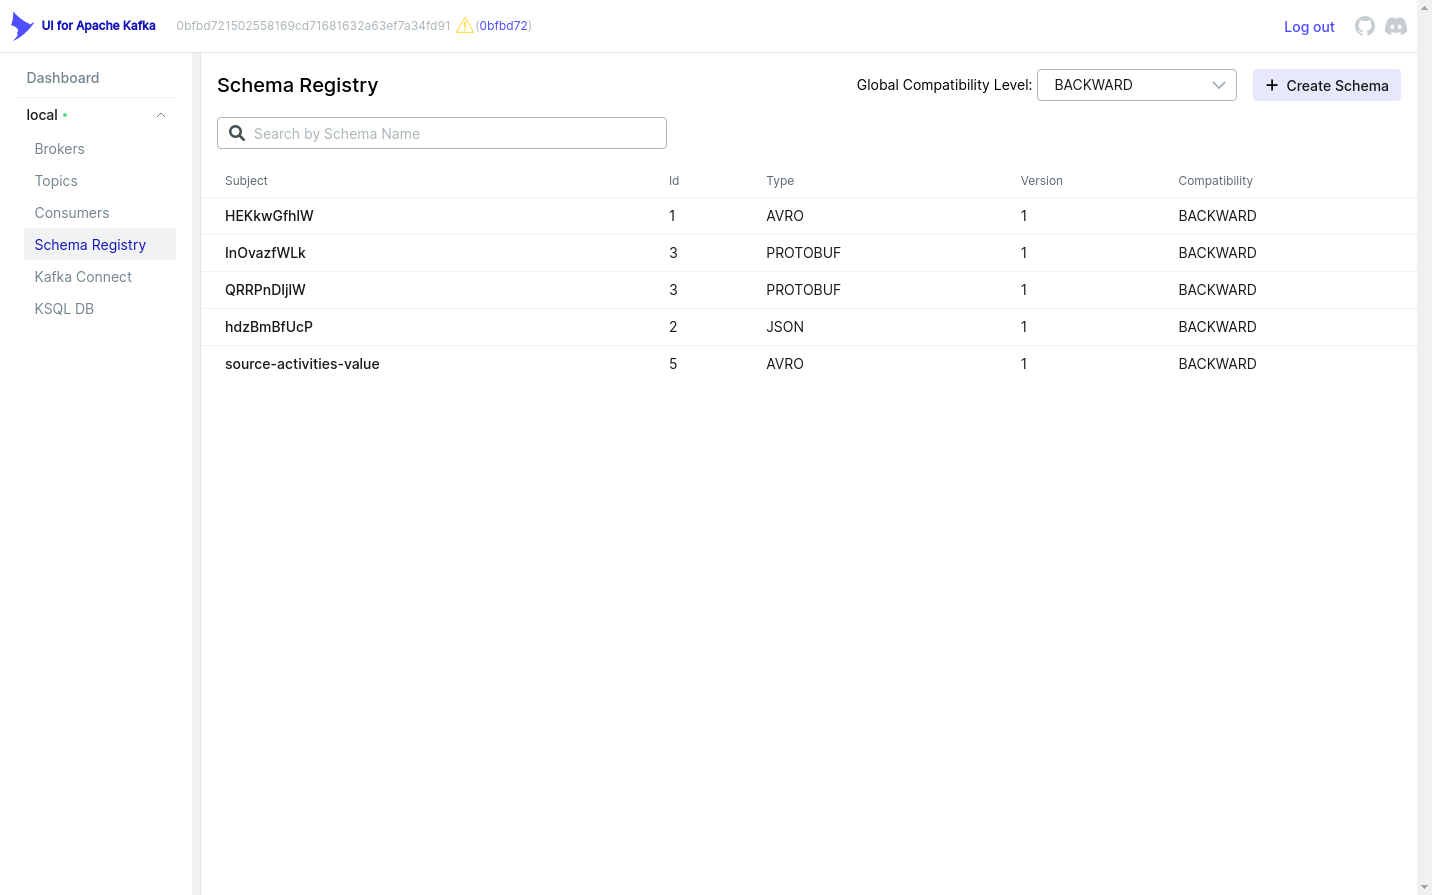 UI for Apache Kafka 0bfbd721502558169cd71681632a63ef7a34fd91 (0bfbd72) Log out
Dashboard
local
Brokers
Topics
Consumers
Schema Registry
Kafka Connect
KSQL DB
Schema Registry Global Compatibility Level: BACKWARD Create Schema
Search by Schema Name
Subject Id Type Version Compatibility
HEKkwGfhIW 1 AVRO 1 BACKWARD
InOvazfWLk 3 PROTOBUF 1 BACKWARD
QRRPnDIjIW 3 PROTOBUF 1 BACKWARD
hdzBmBfUcP 2 JSON 1 BACKWARD
source-activities-value 5 AVRO 1 BACKWARD